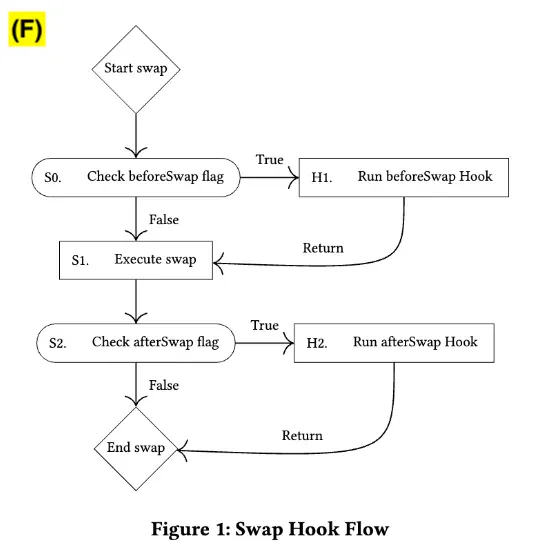 (F)
Start swap
S0. Check beforeSwap flag
True
H1. Run beforeSwap Hook
False
Return
S1. Execute swap
S2. Check afterSwap flag
True
H2. Run afterSwap Hook
False
Return
End swap
Figure 1: Swap Hook Flow